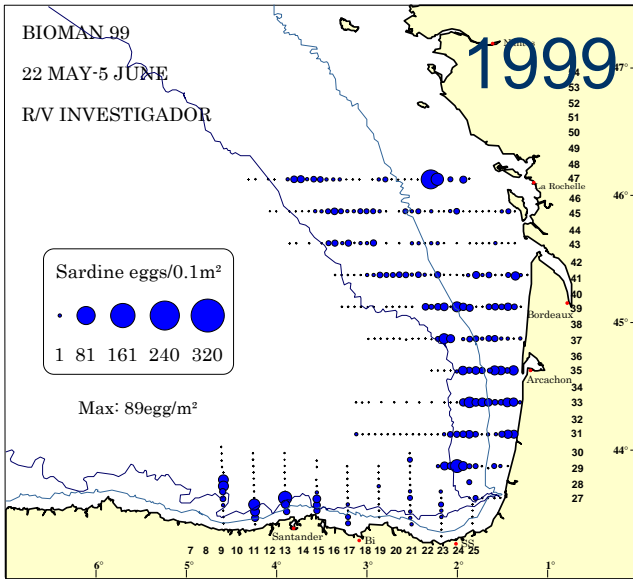 BIOMAN 99
22 MAY-5 JUNE
R/V INVESTIGADOR
1999
Nantes
47°
54
53
52
51
50
49
48
47
La Rochelle
46
46°
45
44
43
42
41
40
39
Bordeaux
38
45°
37
36
35
Arcachon
34
33
32
31
30
44°
29
28
27
Sardine eggs/0.1m²
1 81 161 240 320
Max: 89egg/m²
Santander
Bi
SS
7 8 9 10 11 12 13 14 15 16 17 18 19 20 21 22 23 24 25
6° 5° 4° 3° 2° 1°